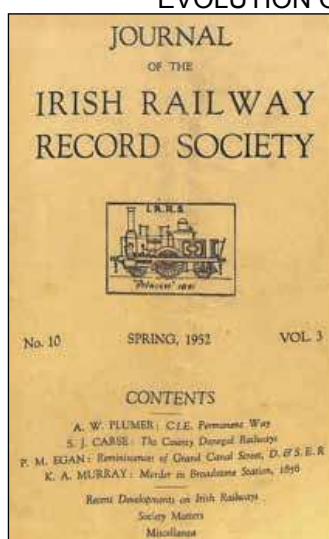 EVOLUTION
JOURNAL
OF THE
IRISH RAILWAY
RECORD SOCIETY
I.R.R.S.
No. 10 SPRING, 1952 VOL. 3
CONTENTS
A. W. PLUMER: C.I.E. Permanent Way
S. J. CARSE: The County Donegal Railways
P. M. EGAN: Reminiscences of Grand Canal Street, D. & S. E. R
K. A. MURRAY: Murder in Broadstone Station, 1856
Recent Developments on Irish Railways
Society Matters
Miscellanea